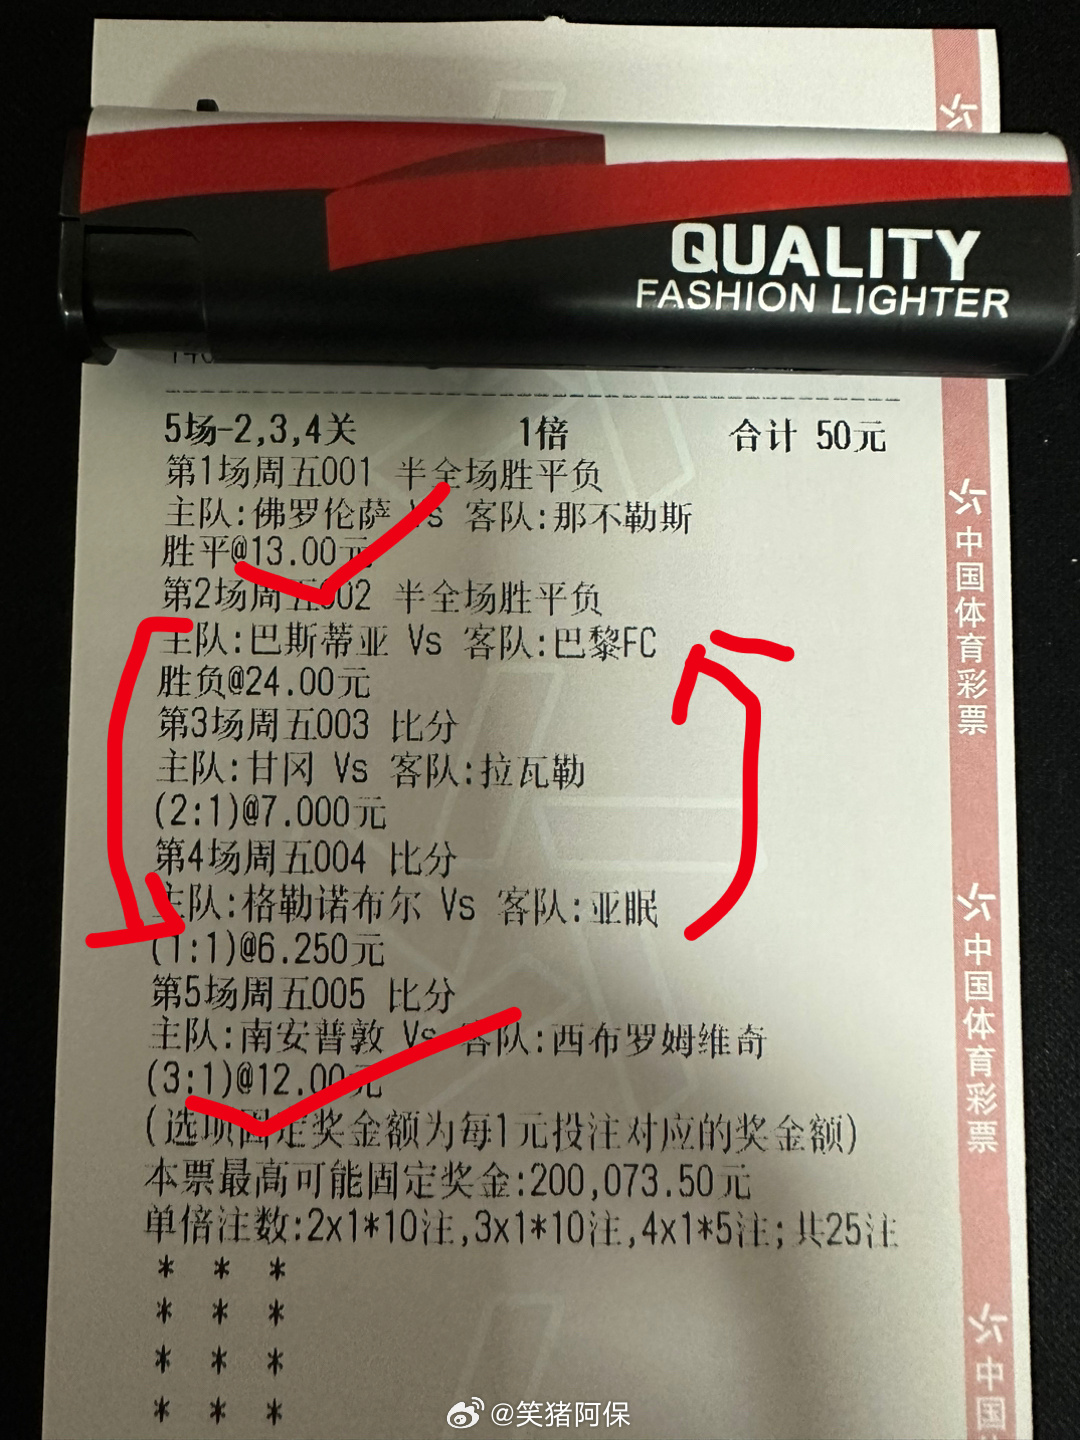 QUALITY
FASHION LIGHTER
5场-2,3,4关 1倍 合计 50元
第1场周五001 半全场胜平负
主队:佛罗伦萨 Vs 客队:那不勒斯
胜平@13.00元
第2场周五002 半全场胜平负
主队:巴斯蒂亚 Vs 客队:巴黎FC
胜负@24.00元
第3场周五003 比分
主队:甘冈 Vs 客队:拉瓦勒
(2:1)@7.000元
第4场周五004 比分
主队:格勒诺布尔 Vs 客队:亚眠
(1:1)@6.250元
第5场周五005 比分
主队:南安普敦 Vs 客队:西布罗姆维奇
(3:1)@12.00元
(选项固定奖金额为每1元投注对应的奖金额)
本票最高可能固定奖金:200,073.50元
单倍注数:2x1*10注,3x1*10注,4x1*5注;共25注
* * *
* * *
* * *
* * *
中国体育彩票
中国体育彩票
中国
@笑猪阿保